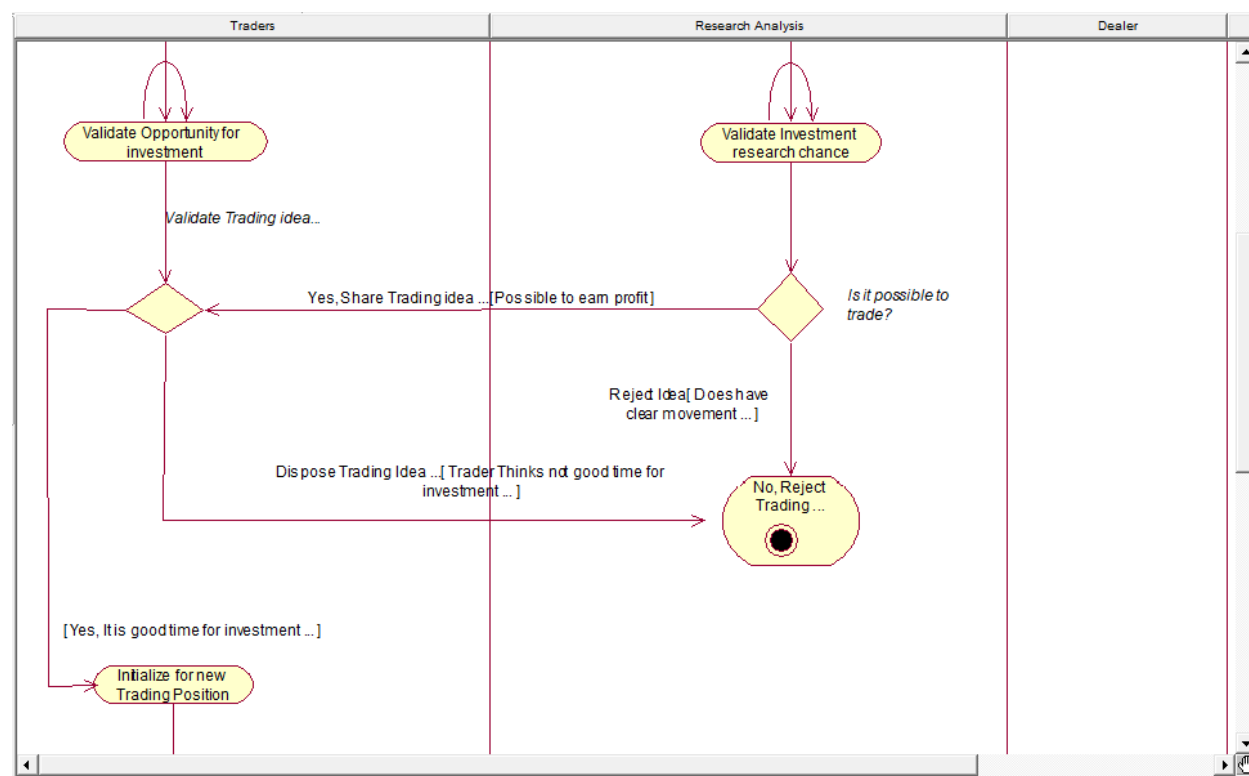 Traders
Research Analysis
Dealer
Validate Opportunity for
investment
Validate Investment
research chance
Validate Trading idea...
Yes, Share Trading idea ...[Possible to earn profit]
Is it possible to
trade?
Reject Idea[ Does have
clear movement ... ]
Dispose Trading Idea ...[ Trader Thinks not good time for
investment ... ]
No, Reject
Trading ...
[ Yes, It is good time for investment ... ]
Initialize for new
Trading Position